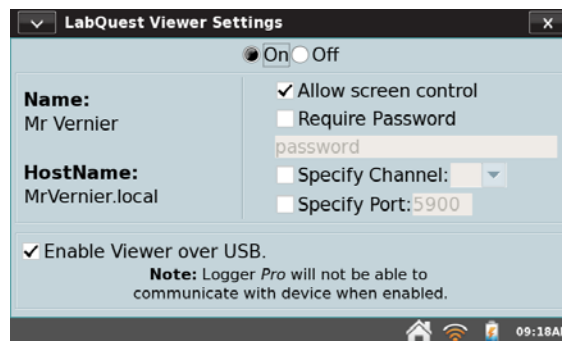 LabQuest Viewer Settings
On Off
Name:
Mr Vernier
HostName:
MrVernier.local
Allow screen control
Require Password
password
Specify Channel:
Specify Port: 5900
Enable Viewer over USB.
Note: Logger Pro will not be able to
communicate with device when enabled.
09:18A